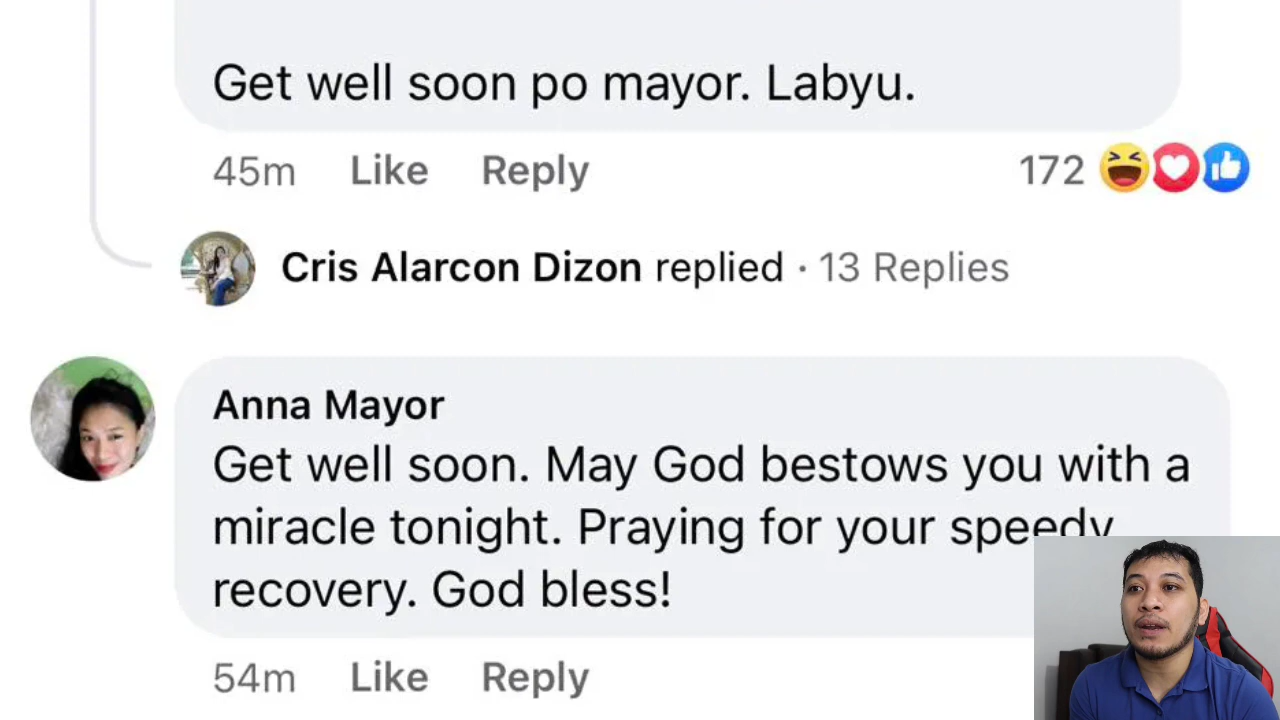 Get well soon po mayor. Labyu.
45m Like Reply 172
Cris Alarcon Dizon replied · 13 Replies
Anna Mayor
Get well soon. May God bestows you with a
miracle tonight. Praying for your speedy
recovery. God bless!
54m Like Reply